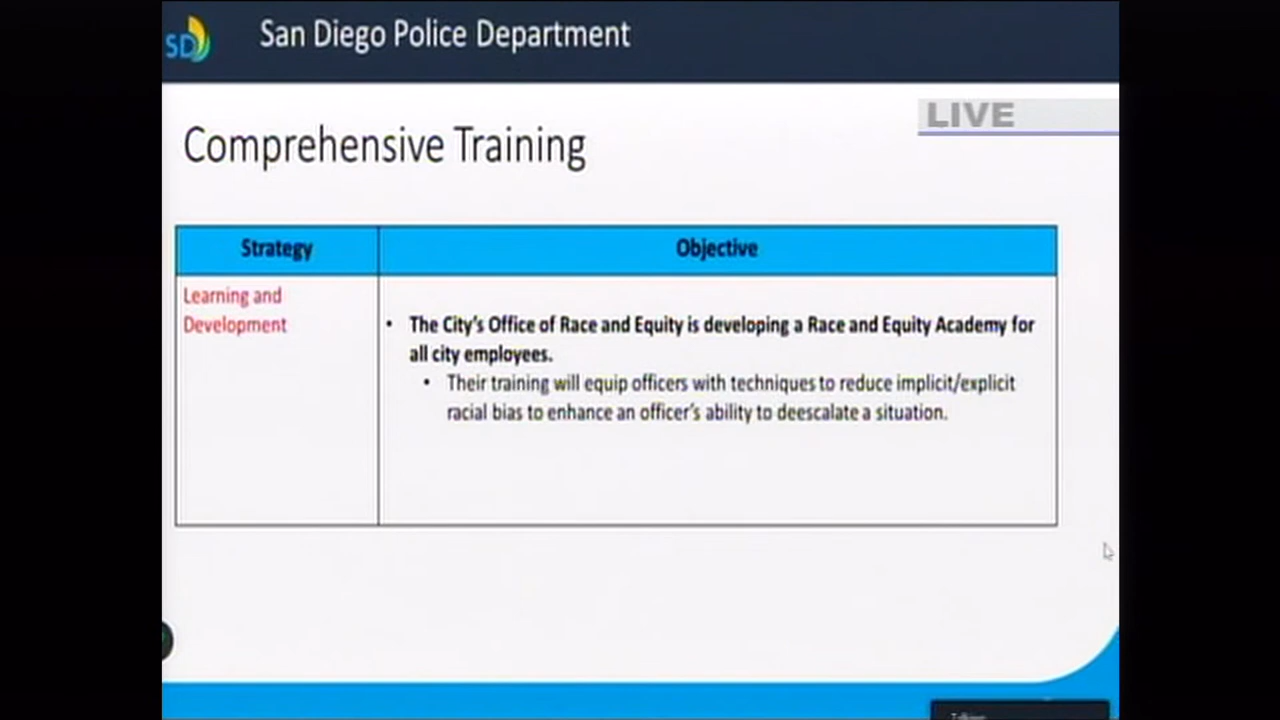 SD
San Diego Police Department
LIVE
Comprehensive Training
Strategy
Objective
Learning and
Development
• The City's Office of Race and Equity is developing a Race and Equity Academy for
all city employees.
• Their training will equip officers with techniques to reduce implicit/explicit
racial bias to enhance an officer's ability to deescalate a situation.